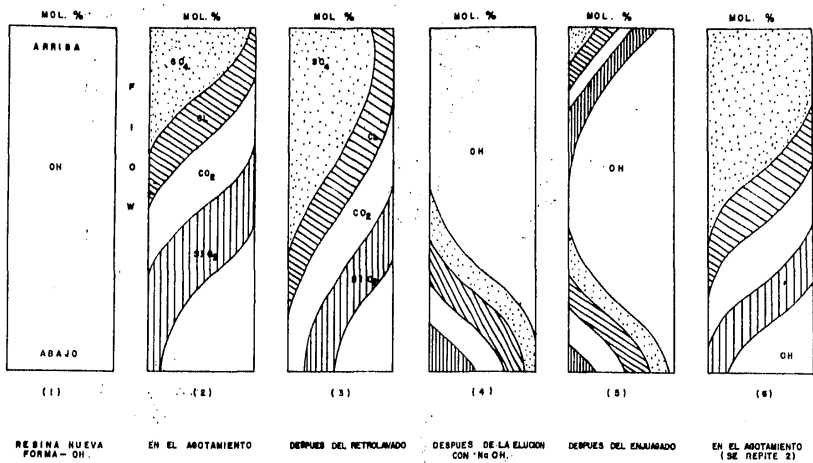 MOL. %
MOL. %
MOL. %
MOL. %
MOL. %
MOL. %
ARRIBA
OH
ABAJO
FlOW
SO4
CL
CO2
SIO2
SO4
CL
CO2
SIO2
OH
OH
OH
(1)
(2)
(3)
(4)
(5)
(6)
RESINA NUEVA
FORMA-OH.
EN EL AGOTAMIENTO
DESPUES DEL RETROLAVADO
DESPUES DE LA ELUCION
CON NaOH.
DESPUES DEL ENJUAGADO
EN EL AGOTAMIENTO
(SE REPITE 2)